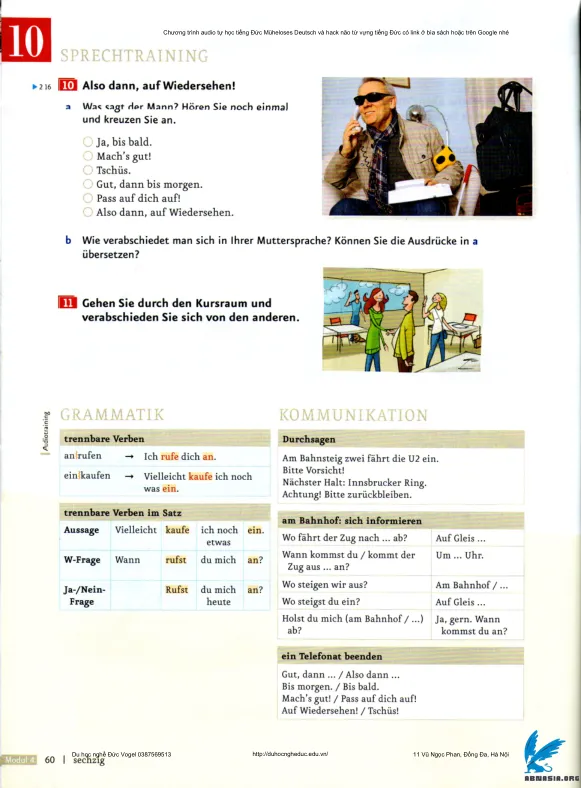 Chương trình audio tự học tiếng Đức Müheloses Deutsch và hack não từ vựng tiếng Đức có link ở bìa sách hoặc trên Google nhé
10
SPRECHTRAINING
▶ 2 16 10 Also dann, auf Wiedersehen!
a Was sagt der Mann? Hören Sie noch einmal
und kreuzen Sie an.
Ja, bis bald.
Mach's gut!
Tschüs.
Gut, dann bis morgen.
Pass auf dich auf!
Also dann, auf Wiedersehen.
b Wie verabschiedet man sich in Ihrer Muttersprache? Können Sie die Ausdrücke in a
übersetzen?
11 Gehen Sie durch den Kursraum und
verabschieden Sie sich von den anderen.
Audiotraining
GRAMMATIK
trennbare Verben
an|rufen → Ich rufe dich an.
ein|kaufen → Vielleicht kaufe ich noch
was ein.
trennbare Verben im Satz
Aussage Vielleicht kaufe ich noch ein.
etwas
W-Frage Wann rufst du mich an?
Ja-/Nein- Rufst du mich an?
Frage heute
KOMMUNIKATION
Durchsagen
Am Bahnsteig zwei fährt die U2 ein.
Bitte Vorsicht!
Nächster Halt: Innsbrucker Ring.
Achtung! Bitte zurückbleiben.
am Bahnhof: sich informieren
Wo fährt der Zug nach ... ab? Auf Gleis ...
Wann kommst du / kommt der Um ... Uhr.
Zug aus ... an?
Wo steigen wir aus? Am Bahnhof / ...
Wo steigst du ein? Auf Gleis ...
Holst du mich (am Bahnhof / ...) Ja, gern. Wann
ab? kommst du an?
ein Telefonat beenden
Gut, dann ... / Also dann ...
Bis morgen. / Bis bald.
Mach's gut! / Pass auf dich auf!
Auf Wiedersehen! / Tschüs!
Modul 4 60 | sechzig
Du học nghề Đức Vogel 0387569513
http://duhocngheduc.edu.vn/
11 Vũ Ngọc Phan, Đống Đa, Hà Nội
ABMASIA.ORG